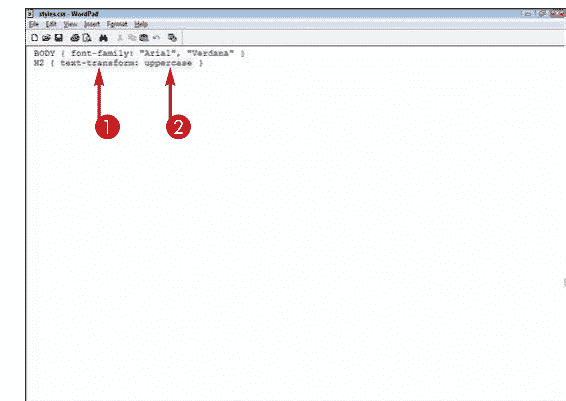 styles.css - WordPad
File Edit View Insert Format Help
BODY { font-family: "Arial", "Verdana" }
H2 { text-transform: uppercase }
1 2